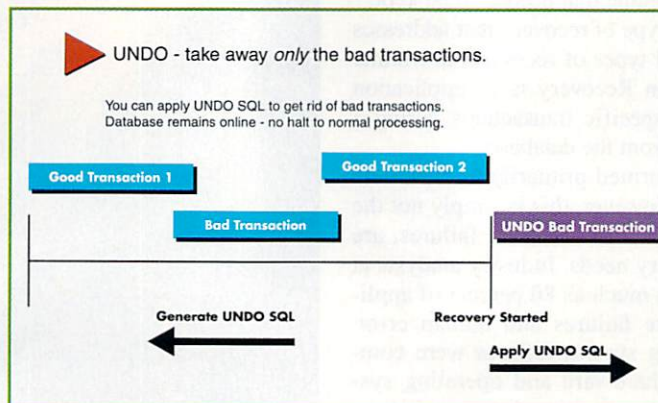 UNDO - take away only the bad transactions.
You can apply UNDO SQL to get rid of bad transactions.
Database remains online - no halt to normal processing.
Good Transaction 1
Good Transaction 2
Bad Transaction
UNDO Bad Transaction
Generate UNDO SQL
Recovery Started
Apply UNDO SQL